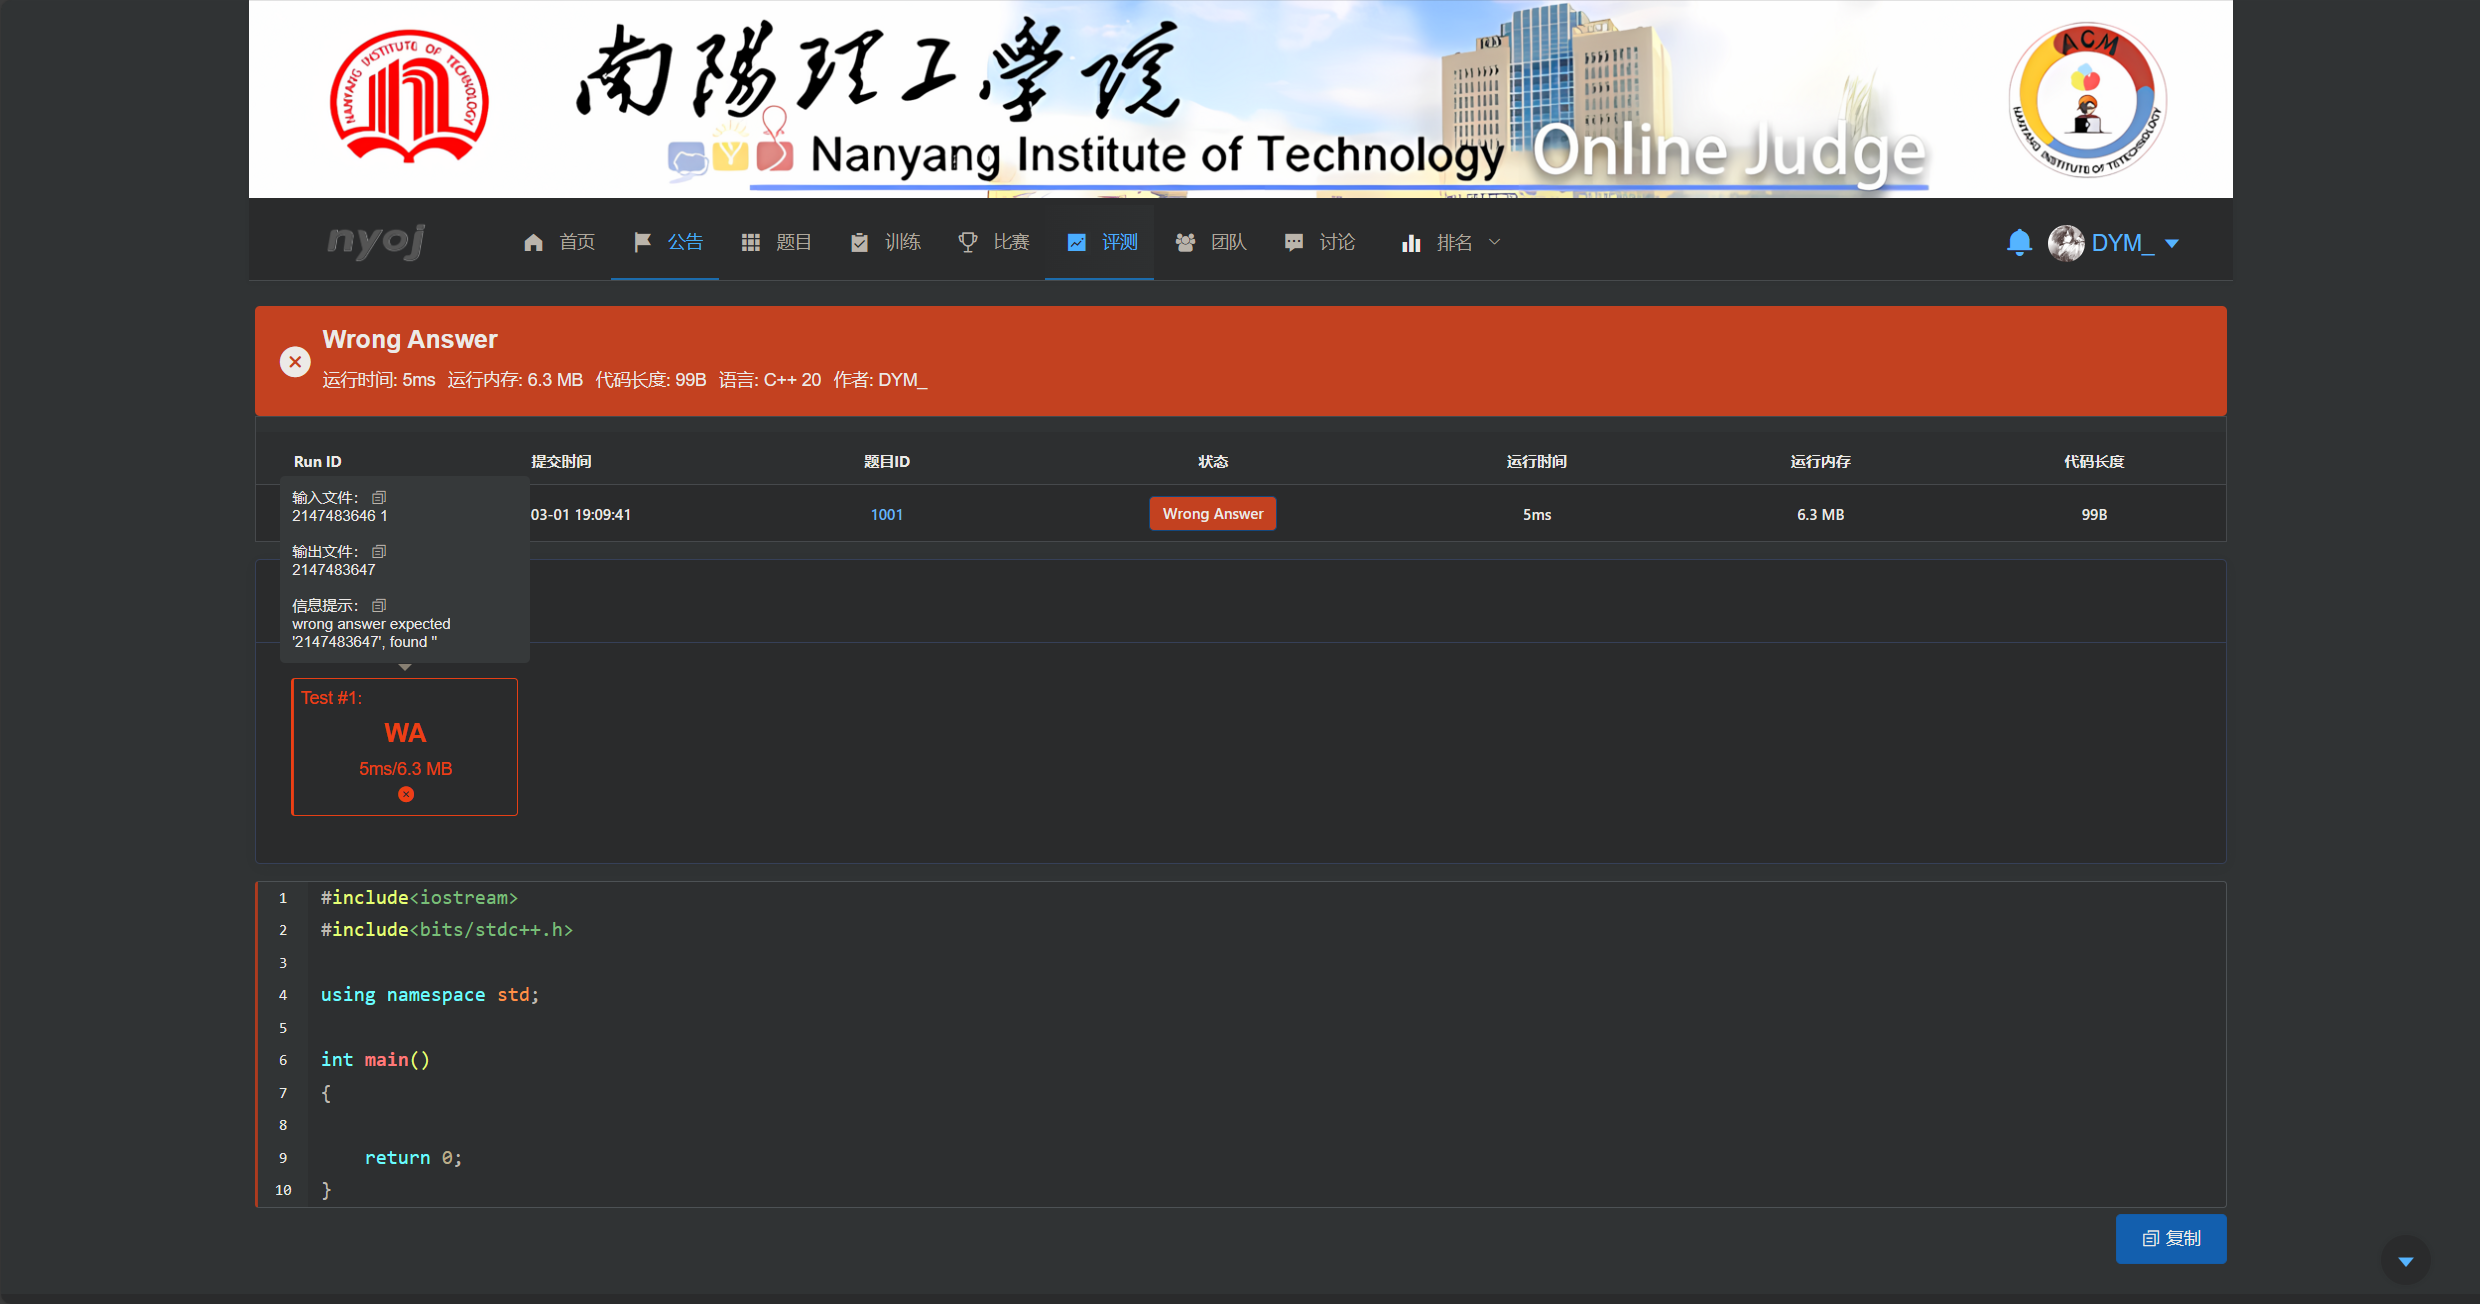 南陽理工學院
Nanyang Institute of Technology Online Judge
NANYANG INSTITUTE OF TECHNOLOGY
ACM
nyoj
首页
公告
题目
训练
比赛
评测
团队
讨论
排名
DYM_
Wrong Answer
运行时间: 5ms 运行内存: 6.3 MB 代码长度: 99B 语言: C++ 20 作者: DYM_
Run ID 提交时间 题目ID 状态 运行时间 运行内存 代码长度
03-01 19:09:41 1001 Wrong Answer 5ms 6.3 MB 99B
输入文件:
2147483646 1
输出文件:
2147483647
信息提示:
wrong answer expected
'2147483647', found ''
Test #1:
WA
5ms/6.3 MB
1 #include<iostream>
2 #include<bits/stdc++.h>
3
4 using namespace std;
5
6 int main()
7 {
8
9 return 0;
10 }
复制